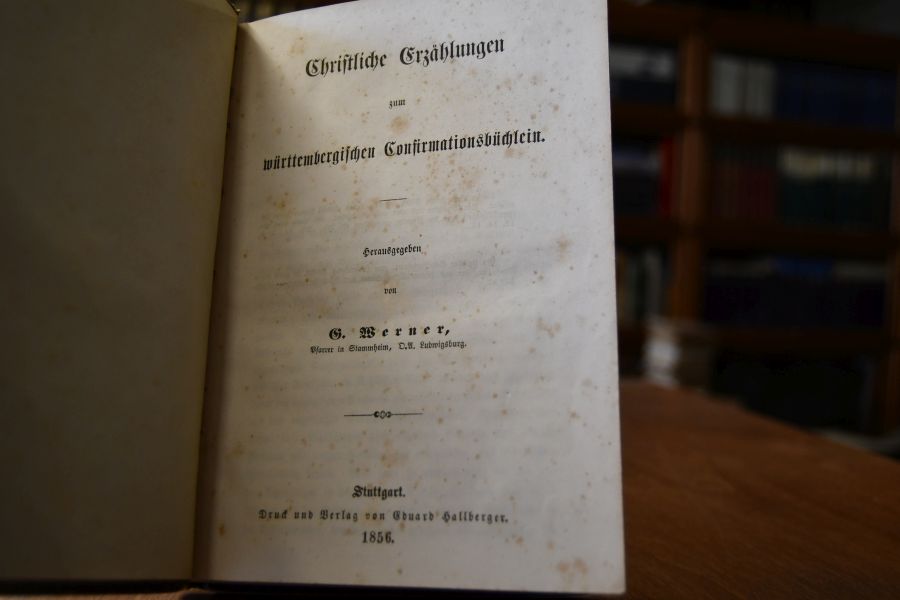 Christliche Erzählungen
zum
württembergischen Confirmationsbüchlein.
Herausgegeben
von
G. Werner,
Pfarrer in Stammheim, O.A. Ludwigsburg.
Stuttgart.
Druck und Verlag von Eduard Hallberger.
1856.